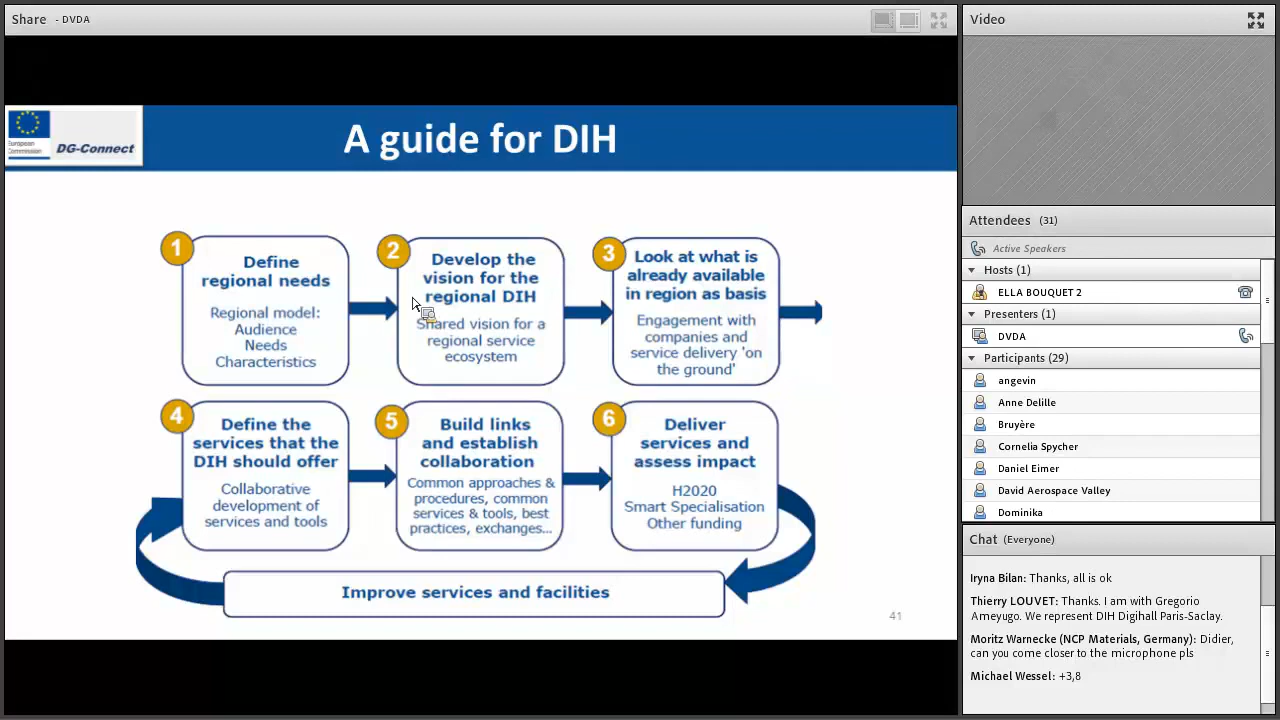 Share - DVDA
European
Commission
DG-Connect
A guide for DIH
1
Define
regional needs
Regional model:
Audience
Needs
Characteristics
2
Develop the
vision for the
regional DIH
Shared vision for a
regional service
ecosystem
3
Look at what is
already available
in region as basis
Engagement with
companies and
service delivery 'on
the ground'
4
Define the
services that the
DIH should offer
Collaborative
development of
services and tools
5
Build links
and establish
collaboration
Common approaches &
procedures, common
services & tools, best
practices, exchanges...
6
Deliver
services and
assess impact
H2020
Smart Specialisation
Other funding
Improve services and facilities
41
Video
Attendees (31)
Active Speakers
Hosts (1)
ELLA BOUQUET 2
Presenters (1)
DVDA
Participants (29)
angevin
Anne Delille
Bruyère
Cornelia Spycher
Daniel Eimer
David Aerospace Valley
Dominika
Chat (Everyone)
Iryna Bilan: Thanks, all is ok
Thierry LOUVET: Thanks. I am with Gregorio
Ameyugo. We represent DIH Digihall Paris-Saclay.
Moritz Warnecke (NCP Materials, Germany): Didier,
can you come closer to the microphone pls
Michael Wessel: +3,8